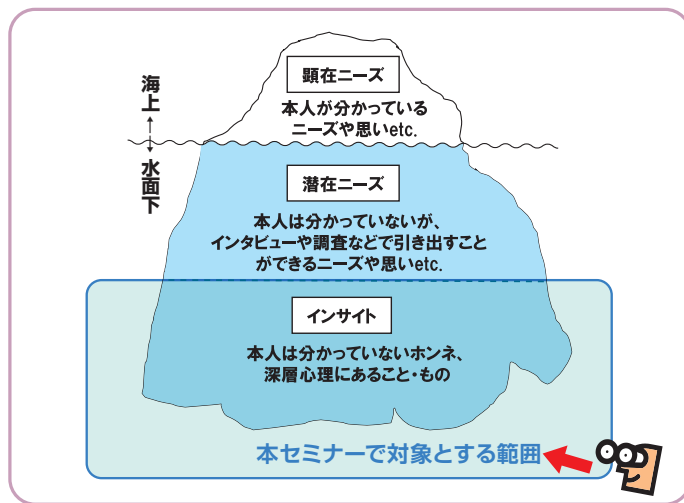 顕在ニーズ
本人が分かっている
ニーズや思いetc.
海上
水面下
潜在ニーズ
本人は分かっていないが、
インタビューや調査などで引き出すこと
ができるニーズや思いetc.
インサイト
本人は分かっていないホンネ、
深層心理にあること・もの
本セミナーで対象とする範囲